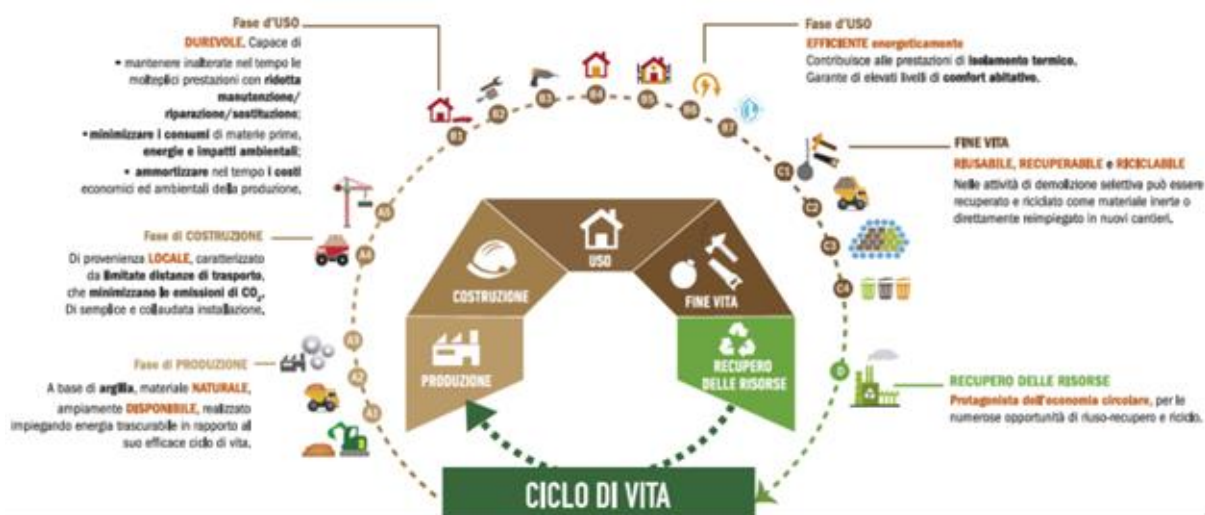 Fase d'USO
DUREVOLE. Capace di
• mantenere inalterate nel tempo le
molteplici prestazioni con ridotta
manutenzione/
riparazione/sostituzione;
• minimizzare i consumi di materie prime,
energie e impatti ambientali;
• ammortizzare nel tempo i costi
economici ed ambientali della produzione.
Fase di COSTRUZIONE
Di provenienza LOCALE, caratterizzato
da limitate distanze di trasporto,
che minimizzano le emissioni di CO₂.
Di semplice e collaudata installazione.
Fase di PRODUZIONE
A base di argilla, materiale NATURALE,
ampiamente DISPONIBILE, realizzato
impiegando energia trascurabile in rapporto al
suo efficace ciclo di vita.
A1
A2
A3
A4
A5
B1
B2
B3
B4
B5
B6
B7
C1
C2
C3
C4
D
PRODUZIONE
COSTRUZIONE
USO
FINE VITA
RECUPERO
DELLE RISORSE
CICLO DI VITA
Fase d'USO
EFFICIENTE energeticamente
Contribuisce alle prestazioni di isolamento termico.
Garante di elevati livelli di comfort abitativo.
FINE VITA
RIUSABILE, RECUPERABILE e RICICLABILE
Nelle attività di demolizione selettiva può essere
recuperato e riciclato come materiale inerte o
direttamente reimpiegato in nuovi cantieri.
RECUPERO DELLE RISORSE
Protagonista dell'economia circolare, per le
numerose opportunità di riuso-recupero e riciclo.